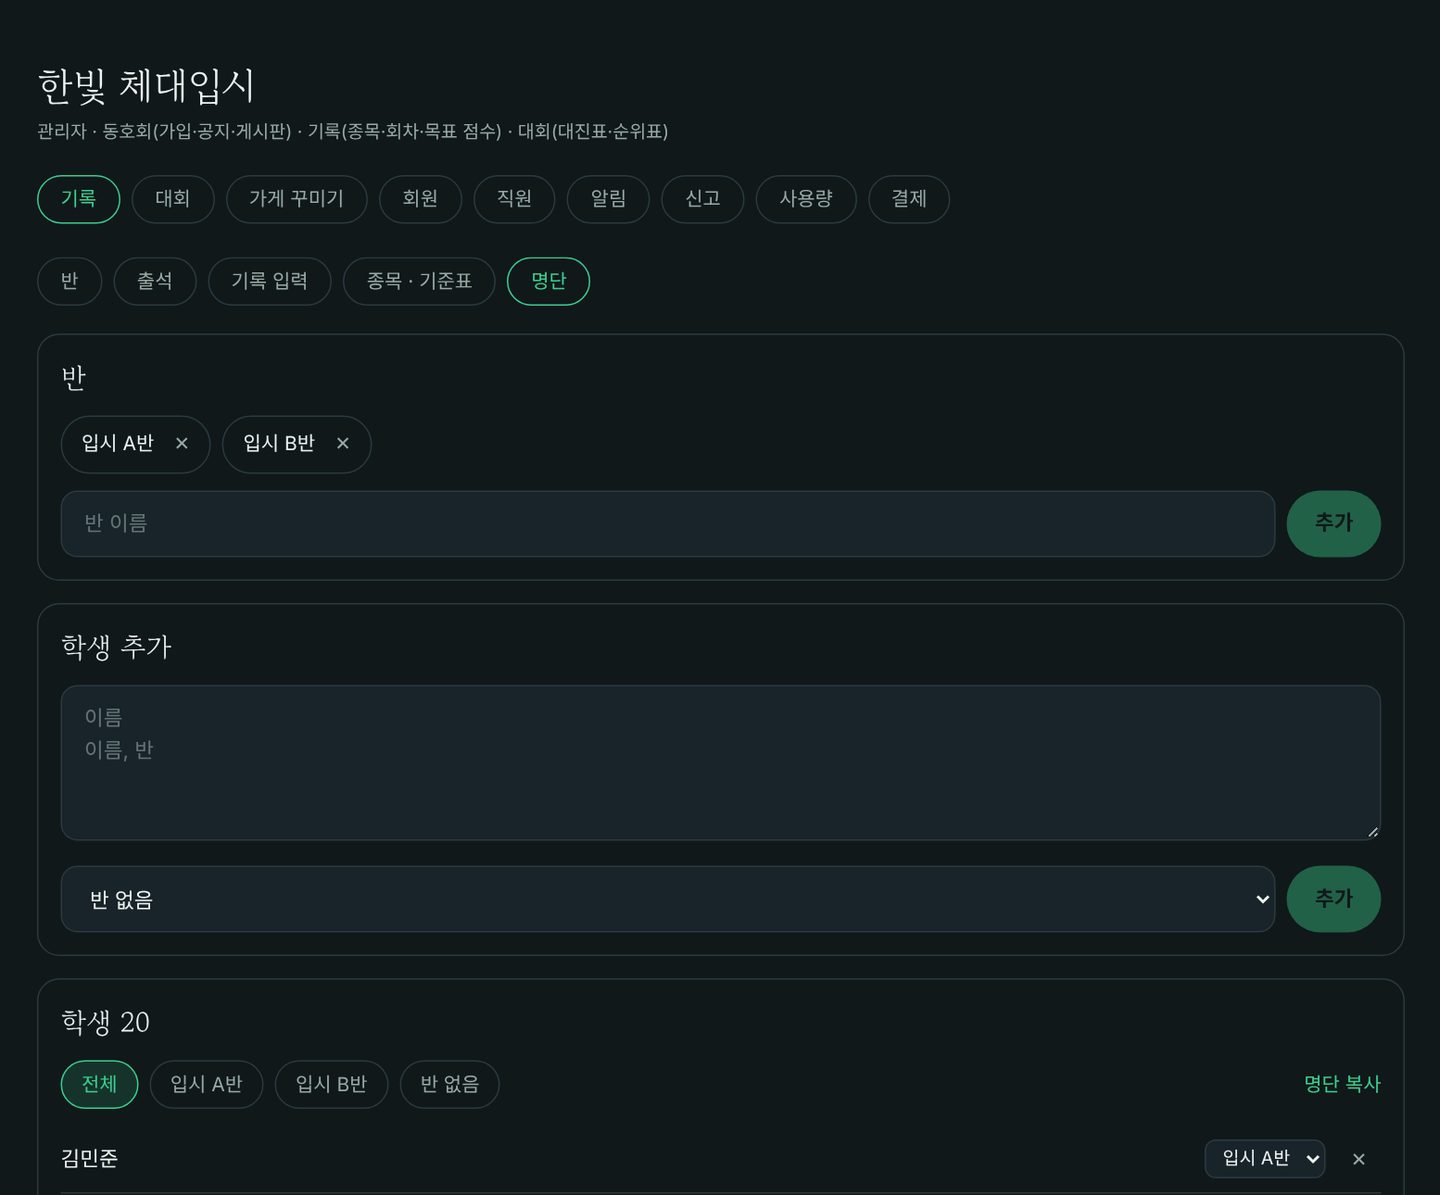 한빛 체대입시
관리자 · 동호회(가입·공지·게시판) · 기록(종목·회차·목표 점수) · 대회(대진표·순위표)
기록 대회 가게 꾸미기 회원 직원 알림 신고 사용량 결제
반 출석 기록 입력 종목 · 기준표 명단
반
입시 A반 × 입시 B반 ×
반 이름 추가
학생 추가
이름
이름, 반
반 없음 추가
학생 20
전체 입시 A반 입시 B반 반 없음 명단 복사
김민준 입시 A반 ×